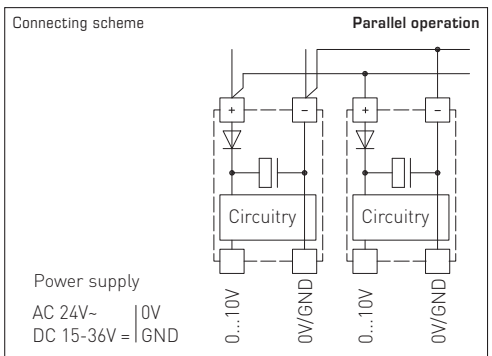 Connecting scheme
Parallel operation
+ − + −
Circuitry Circuitry
Power supply
AC 24V~ | 0V
DC 15-36V = | GND
0...10V
0V/GND
0...10V
0V/GND